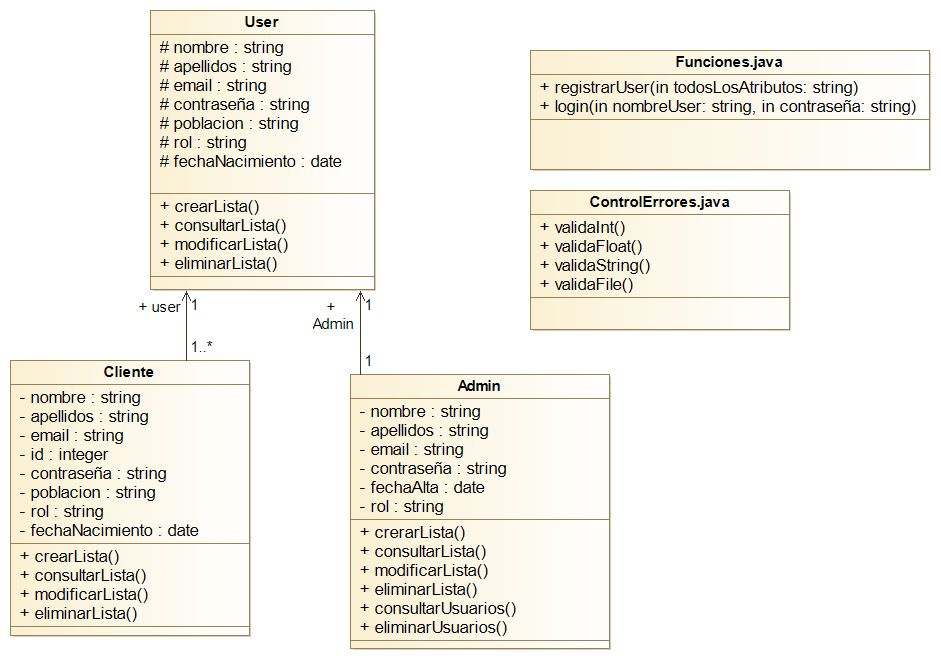 User
# nombre : string
# apellidos : string
# email : string
# contraseña : string
# poblacion : string
# rol : string
# fechaNacimiento : date
+ crearLista()
+ consultarLista()
+ modificarLista()
+ eliminarLista()
Funciones.java
+ registrarUser(in todosLosAtributos: string)
+ login(in nombreUser: string, in contraseña: string)
ControlErrores.java
+ validaInt()
+ validaFloat()
+ validaString()
+ validaFile()
+ user
1
1..*
+
Admin
1
1
Cliente
- nombre : string
- apellidos : string
- email : string
- id : integer
- contraseña : string
- poblacion : string
- rol : string
- fechaNacimiento : date
+ crearLista()
+ consultarLista()
+ modificarLista()
+ eliminarLista()
Admin
- nombre : string
- apellidos : string
- email : string
- contraseña : string
- fechaAlta : date
- rol : string
+ crerarLista()
+ consultarLista()
+ modificarLista()
+ eliminarLista()
+ consultarUsuarios()
+ eliminarUsuarios()